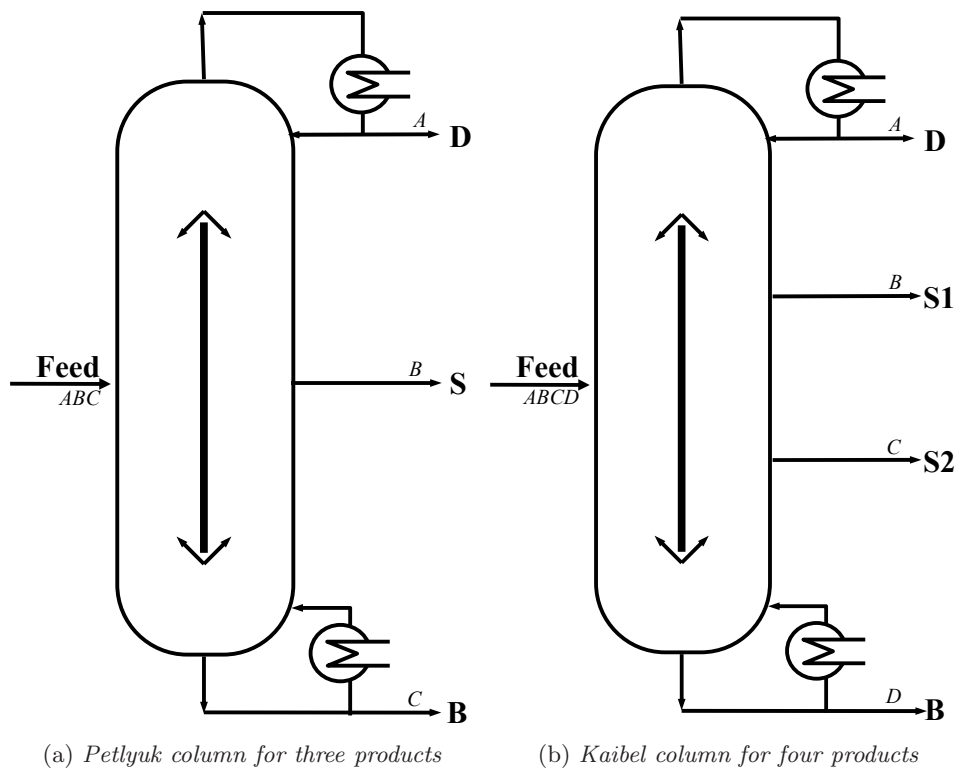 A
D
Feed
ABC
B
S
C
B
(a) Petlyuk column for three products
A
D
B
S1
Feed
ABCD
C
S2
D
B
(b) Kaibel column for four products